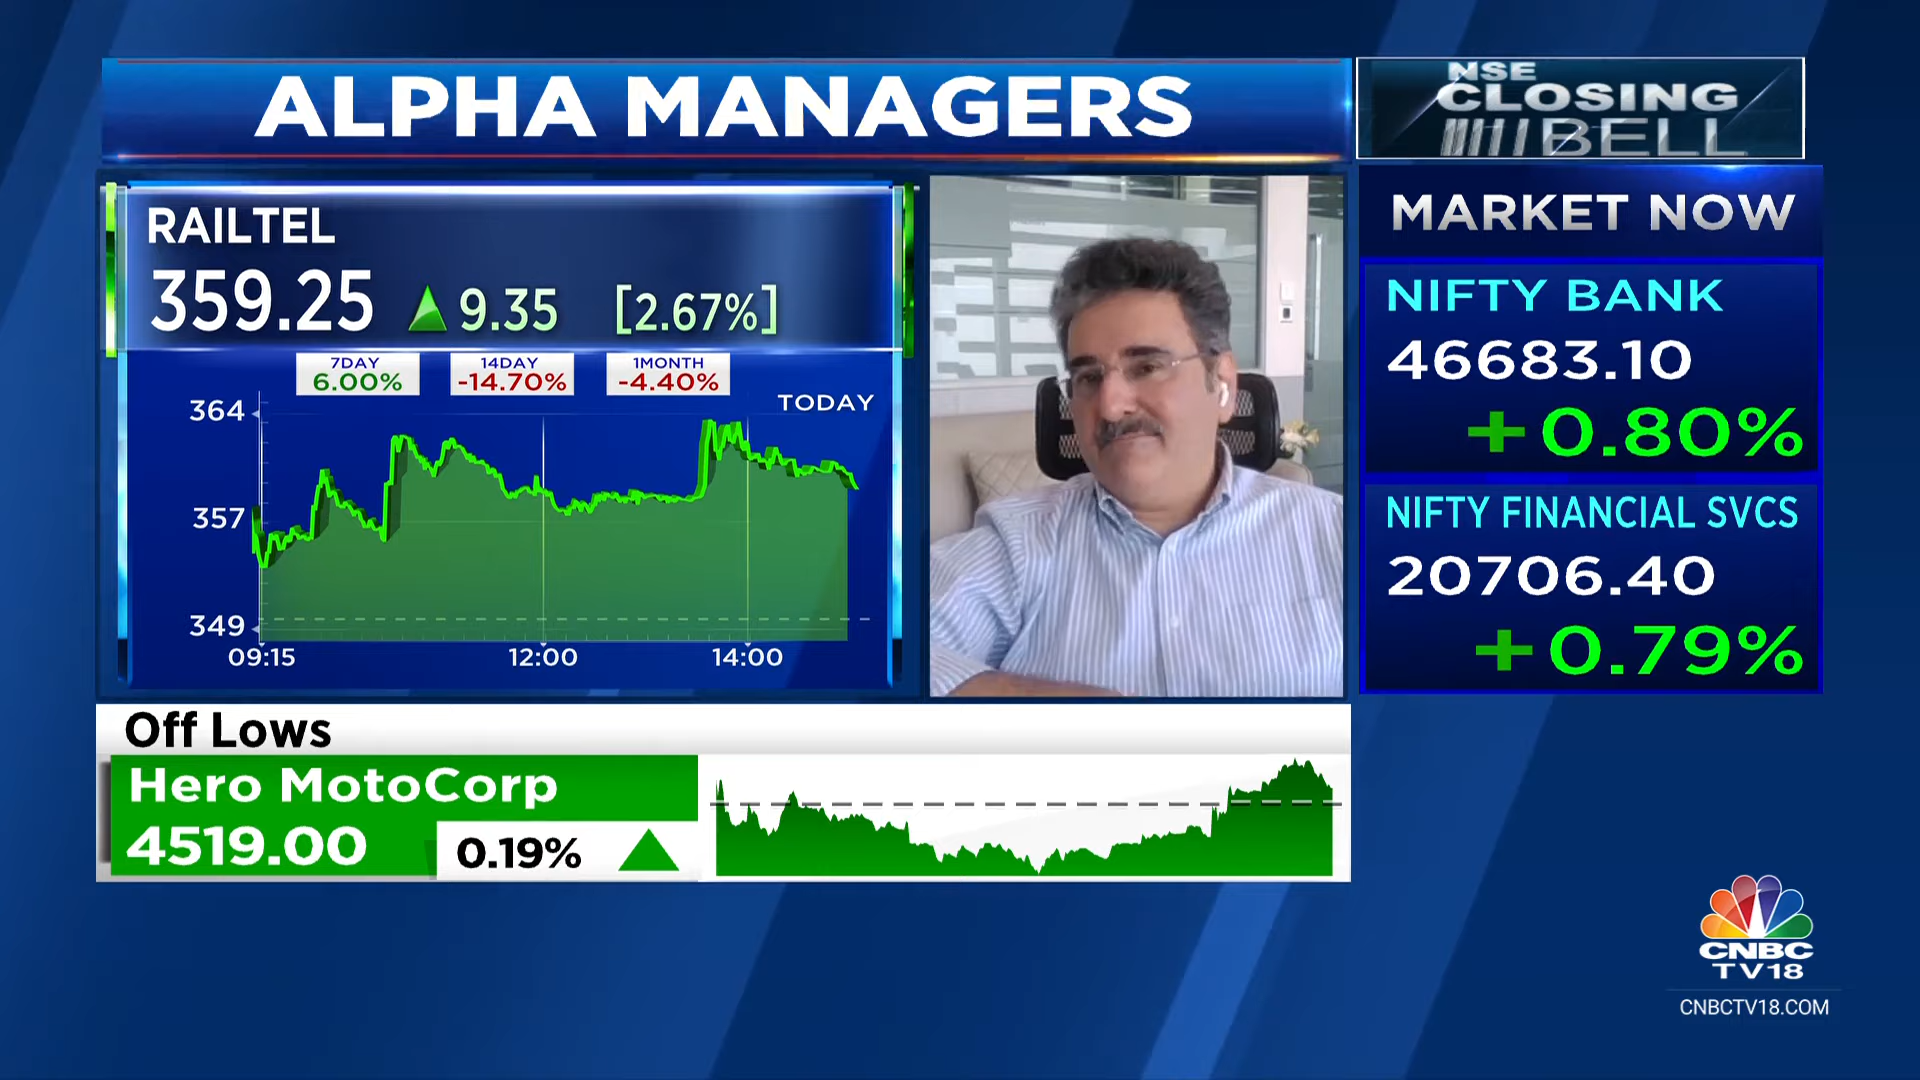 ALPHA MANAGERS
NSE
CLOSING
BELL
RAILTEL
359.25 ▲ 9.35 [2.67%]
7DAY 14DAY 1MONTH
6.00% -14.70% -4.40%
TODAY
364
357
349
09:15 12:00 14:00
MARKET NOW
NIFTY BANK
46683.10
+0.80%
NIFTY FINANCIAL SVCS
20706.40
+0.79%
Off Lows
Hero MotoCorp
4519.00
0.19% ▲
CNBC
TV18
CNBCTV18.COM